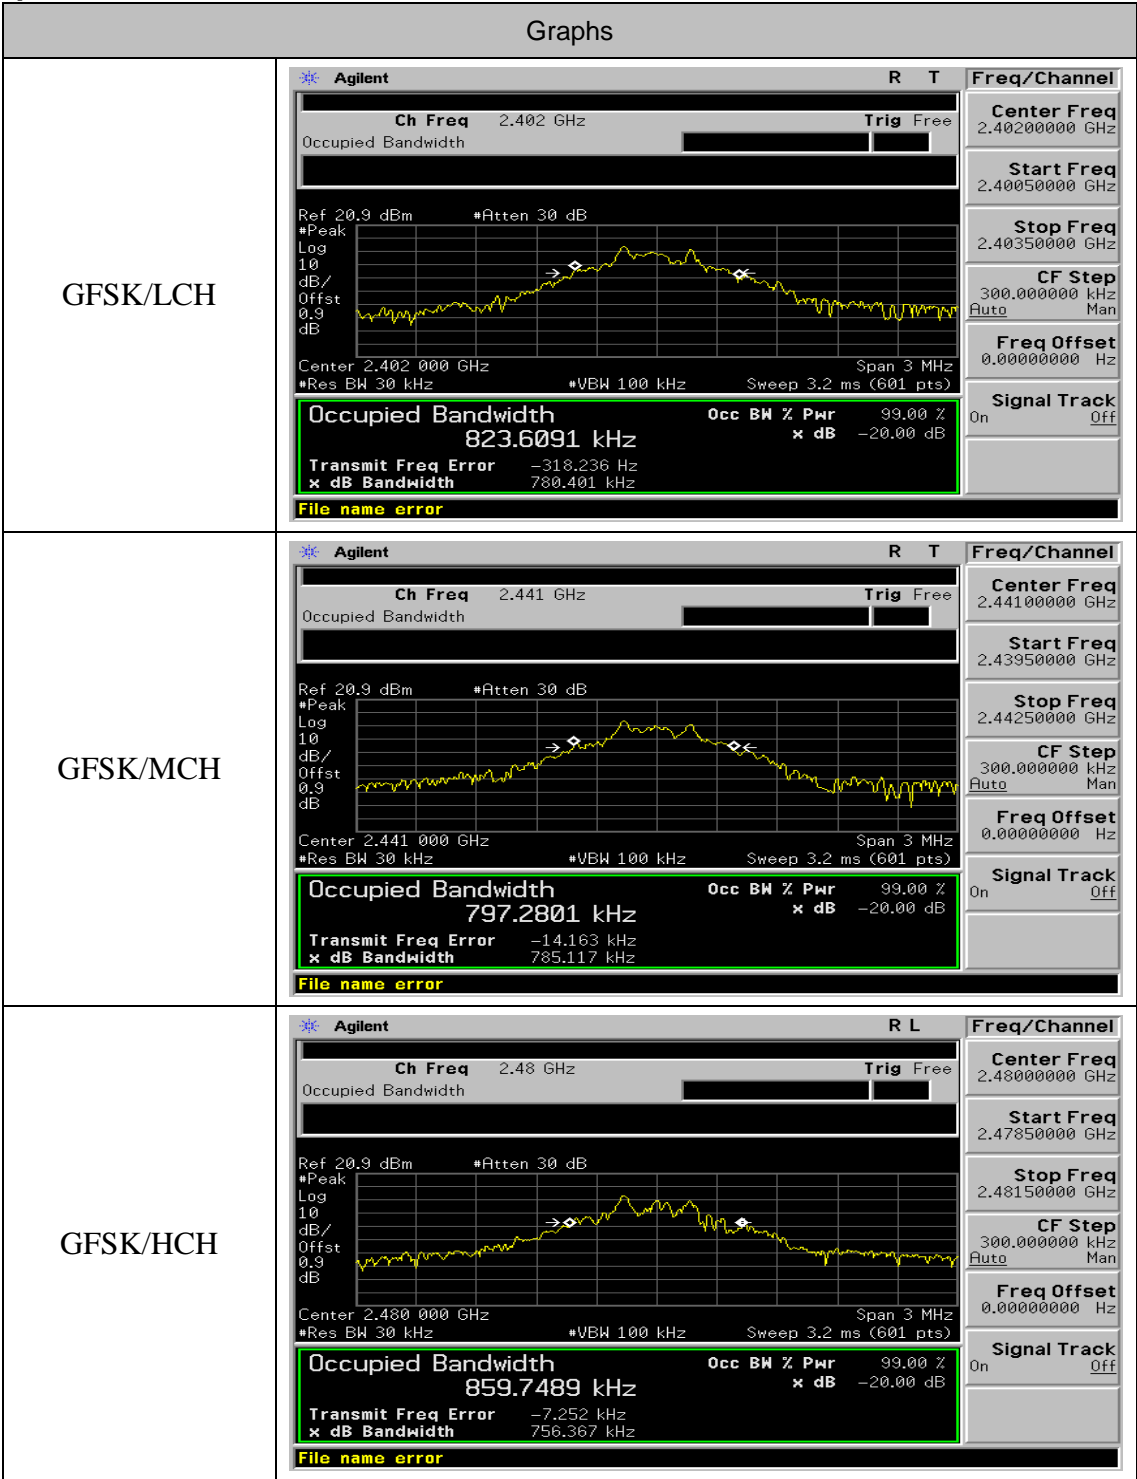 Graphs
GFSK/LCH
Agilent R T Freq/Channel
Ch Freq 2.402 GHz Trig Free
Occupied Bandwidth
Center Freq
2.40200000 GHz
Start Freq
2.40050000 GHz
Stop Freq
2.40350000 GHz
CF Step
300.000000 kHz
Auto Man
Freq Offset
0.00000000 Hz
Signal Track
On Off
Ref 20.9 dBm #Atten 30 dB
#Peak
Log
10
dB/
Offst
0.9
dB
Center 2.402 000 GHz Span 3 MHz
#Res BW 30 kHz #VBW 100 kHz Sweep 3.2 ms (601 pts)
Occupied Bandwidth Occ BW % Pwr 99.00 %
823.6091 kHz x dB -20.00 dB
Transmit Freq Error -318.236 Hz
x dB Bandwidth 780.401 kHz
File name error
GFSK/MCH
Agilent R T Freq/Channel
Ch Freq 2.441 GHz Trig Free
Occupied Bandwidth
Center Freq
2.44100000 GHz
Start Freq
2.43950000 GHz
Stop Freq
2.44250000 GHz
CF Step
300.000000 kHz
Auto Man
Freq Offset
0.00000000 Hz
Signal Track
On Off
Ref 20.9 dBm #Atten 30 dB
#Peak
Log
10
dB/
Offst
0.9
dB
Center 2.441 000 GHz Span 3 MHz
#Res BW 30 kHz #VBW 100 kHz Sweep 3.2 ms (601 pts)
Occupied Bandwidth Occ BW % Pwr 99.00 %
797.2801 kHz x dB -20.00 dB
Transmit Freq Error -14.163 kHz
x dB Bandwidth 785.117 kHz
File name error
GFSK/HCH
Agilent R L Freq/Channel
Ch Freq 2.48 GHz Trig Free
Occupied Bandwidth
Center Freq
2.48000000 GHz
Start Freq
2.47850000 GHz
Stop Freq
2.48150000 GHz
CF Step
300.000000 kHz
Auto Man
Freq Offset
0.00000000 Hz
Signal Track
On Off
Ref 20.9 dBm #Atten 30 dB
#Peak
Log
10
dB/
Offst
0.9
dB
Center 2.480 000 GHz Span 3 MHz
#Res BW 30 kHz #VBW 100 kHz Sweep 3.2 ms (601 pts)
Occupied Bandwidth Occ BW % Pwr 99.00 %
859.7489 kHz x dB -20.00 dB
Transmit Freq Error -7.252 kHz
x dB Bandwidth 756.367 kHz
File name error